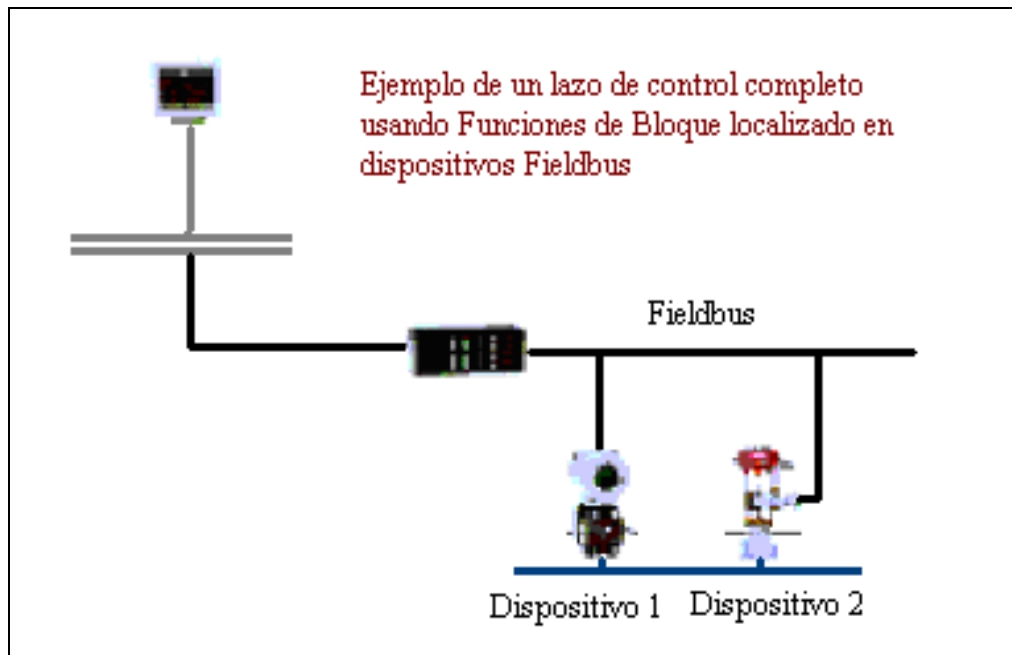 Ejemplo de un lazo de control completo
usando Funciones de Bloque localizado en
dispositivos Fieldbus
Fieldbus
Dispositivo 1
Dispositivo 2